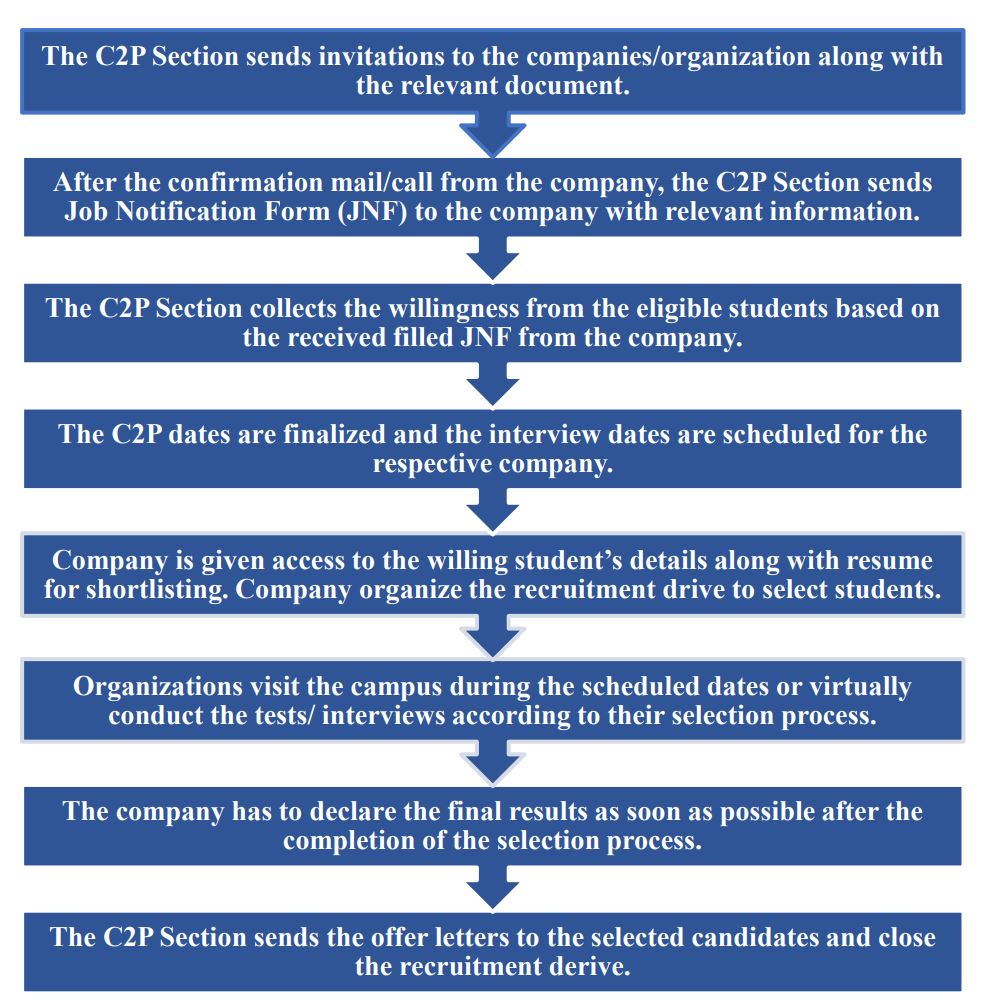 The C2P Section sends invitations to the companies/organization along with
the relevant document.
After the confirmation mail/call from the company, the C2P Section sends
Job Notification Form (JNF) to the company with relevant information.
The C2P Section collects the willingness from the eligible students based on
the received filled JNF from the company.
The C2P dates are finalized and the interview dates are scheduled for the
respective company.
Company is given access to the willing student’s details along with resume
for shortlisting. Company organize the recruitment drive to select students.
Organizations visit the campus during the scheduled dates or virtually
conduct the tests/ interviews according to their selection process.
The company has to declare the final results as soon as possible after the
completion of the selection process.
The C2P Section sends the offer letters to the selected candidates and close
the recruitment derive.